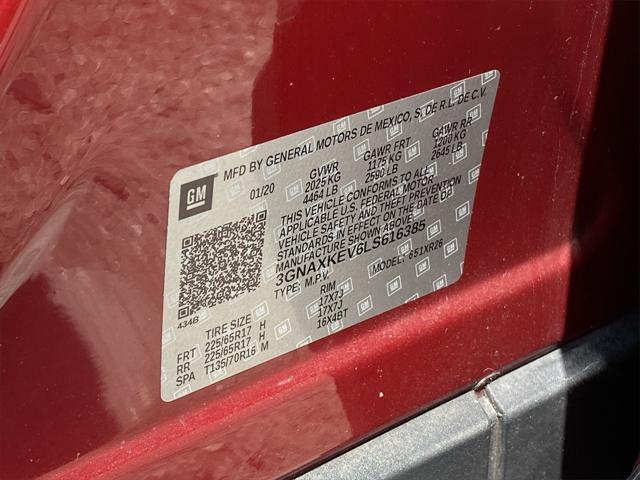 GM
MFD BY GENERAL MOTORS DE MEXICO, S. DE R.L. DE C.V.
01/20 GVWR GAWR FRT GAWR RR
2025 KG 1175 KG 1200 KG
4464 LB 2590 LB 2645 LB
THIS VEHICLE CONFORMS TO ALL
APPLICABLE U.S. FEDERAL MOTOR
VEHICLE SAFETY AND THEFT PREVENTION
STANDARDS IN EFFECT ON THE DATE OF
MANUFACTURE SHOWN ABOVE.
3GNAXKEV6LS616385
TYPE: M.P.V. MODEL: 651XR26
434B
TIRE SIZE RIM
FRT 225/65R17 H 17X7J
RR 225/65R17 H 17X7J
SPA T135/70R16 M 16X4BT